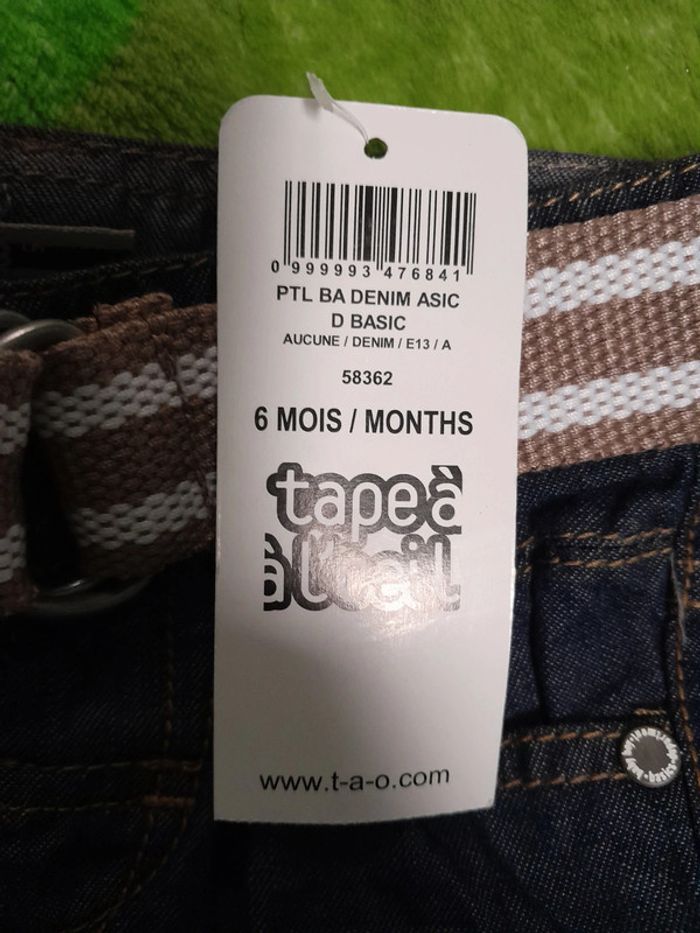 0 999993 476841
PTL BA DENIM ASIC
D BASIC
AUCUNE / DENIM / E13 / A
58362
6 MOIS / MONTHS
tape à
à l'œil
www.t-a-o.com